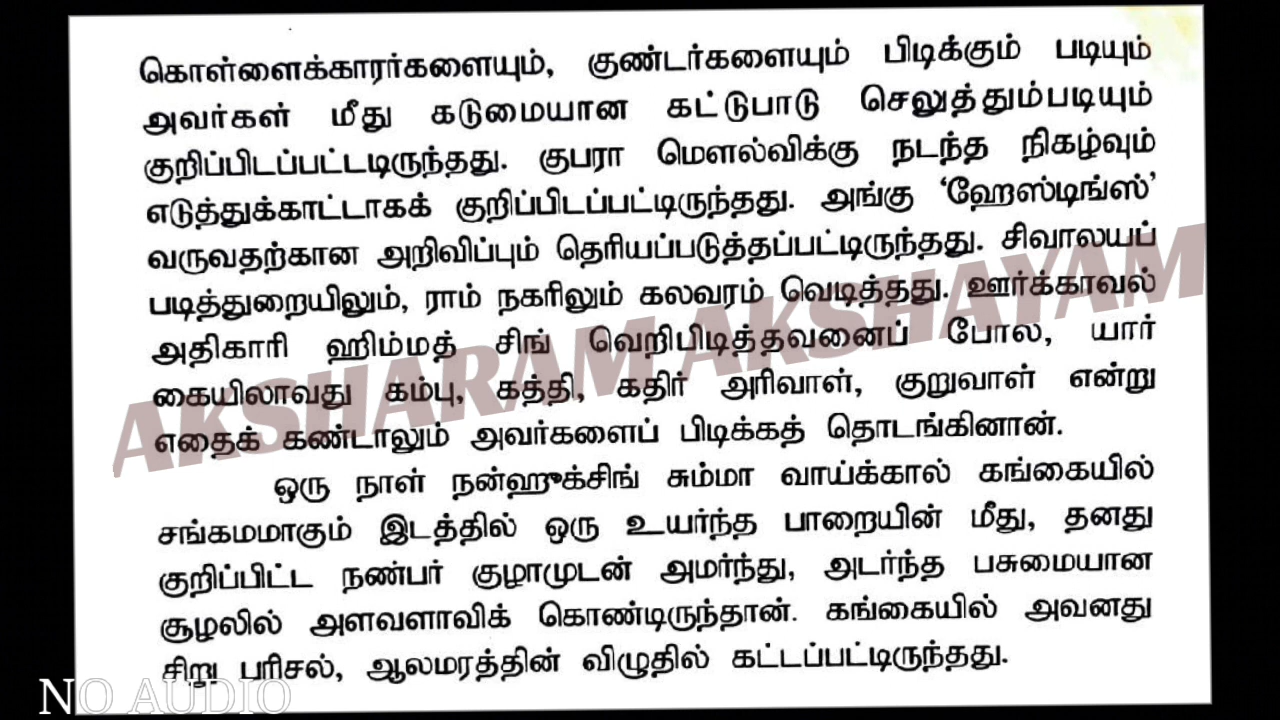 கொள்ளைக்காரர்களையும், குண்டர்களையும் பிடிக்கும் படியும்
அவர்கள் மீது கடுமையான கட்டுபாடு செலுத்தும்படியும்
குறிப்பிடப்பட்டடிருந்தது. குபரா மௌல்விக்கு நடந்த நிகழ்வும்
எடுத்துக்காட்டாகக் குறிப்பிடப்பட்டிருந்தது. அங்கு ‘ஹேஸ்டிங்ஸ்’
வருவதற்கான அறிவிப்பும் தெரியப்படுத்தப்பட்டிருந்தது. சிவாலயப்
படித்துறையிலும், ராம் நகரிலும் கலவரம் வெடித்தது. ஊர்க்காவல்
அதிகாரி ஹிம்மத் சிங் வெறிபிடித்தவனைப் போல, யார்
கையிலாவது கம்பு, கத்தி, கதிர் அரிவாள், குறுவாள் என்று
எதைக் கண்டாலும் அவர்களைப் பிடிக்கத் தொடங்கினான்.
ஒரு நாள் நன்ஹுக்சிங் சும்மா வாய்க்கால் கங்கையில்
சங்கமமாகும் இடத்தில் ஒரு உயர்ந்த பாறையின் மீது, தனது
குறிப்பிட்ட நண்பர் குழாமுடன் அமர்ந்து, அடர்ந்த பசுமையான
சூழலில் அளவளாவிக் கொண்டிருந்தான். கங்கையில் அவனது
சிறு பரிசல், ஆலமரத்தின் விழுதில் கட்டப்பட்டிருந்தது.
AKSHARAM AKSHAYAM
NO AUDIO